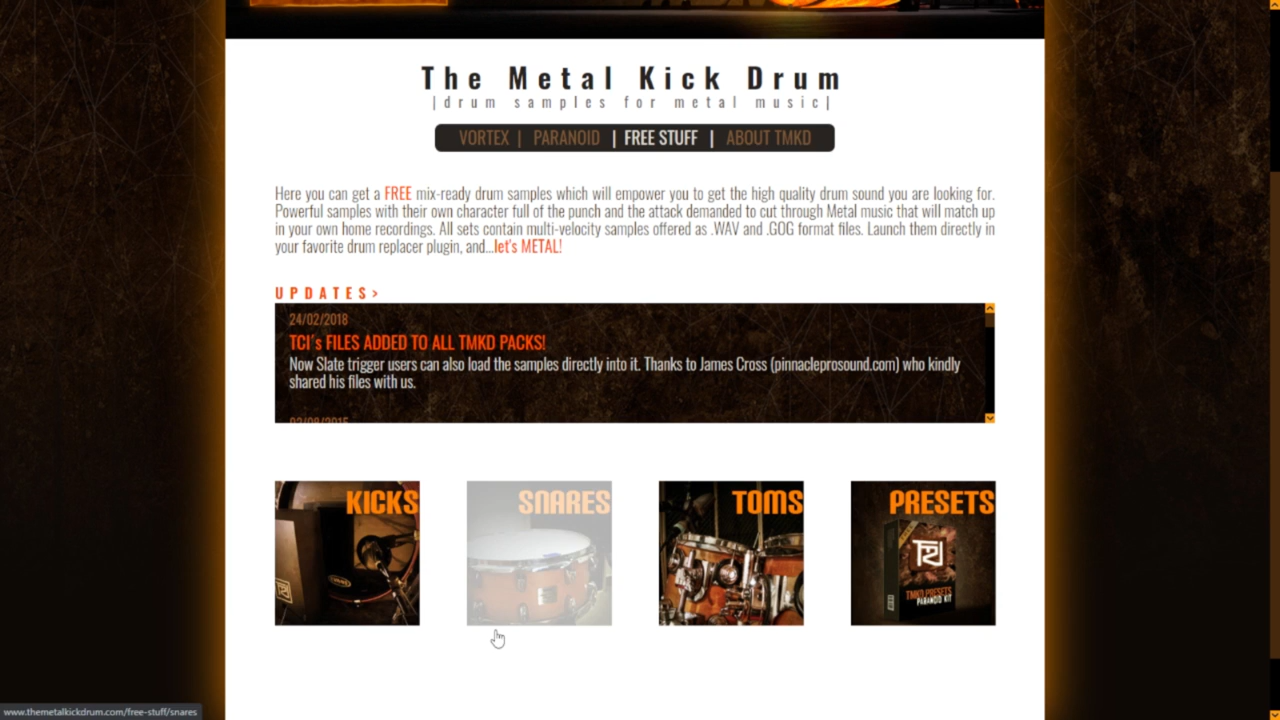 The Metal Kick Drum
|drum samples for metal music|
VORTEX | PARANOID | FREE STUFF | ABOUT TMKD
Here you can get a FREE mix-ready drum samples which will empower you to get the high quality drum sound you are looking for.
Powerful samples with their own character full of the punch and the attack demanded to cut through Metal music that will match up
in your own home recordings. All sets contain multi-velocity samples offered as .WAV and .GOG format files. Launch them directly in
your favorite drum replacer plugin, and...let's METAL!
UPDATES>
24/02/2018
TCI´s FILES ADDED TO ALL TMKD PACKS!
Now Slate trigger users can also load the samples directly into it. Thanks to James Cross (pinnacleprosound.com) who kindly
shared his files with us.
KICKS
SNARES
TOMS
PRESETS
TMKD PRESETS
PARANOID KIT
www.themetalkickdrum.com/free-stuff/snares